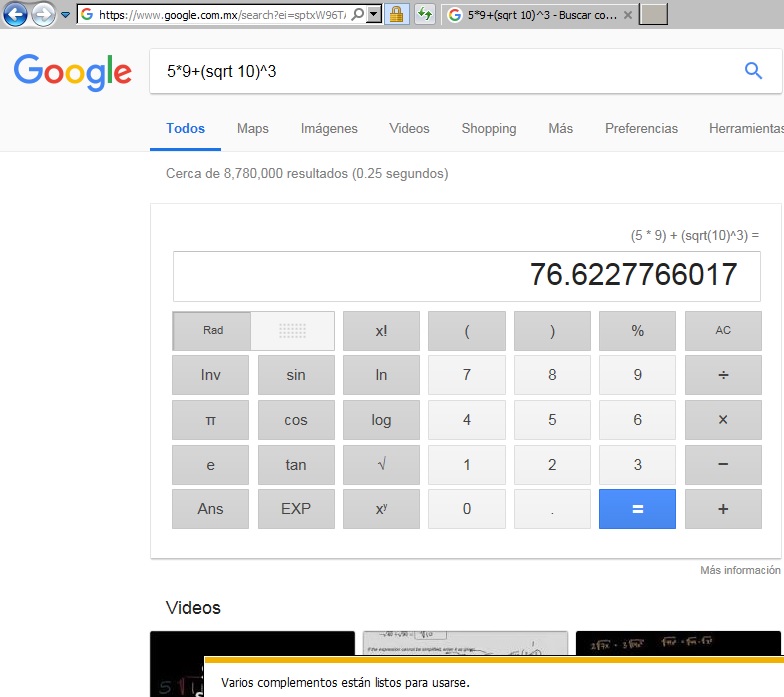 https://www.google.com.mx/search?ei=sptxW96T
5*9+(sqrt 10)^3 - Buscar co...
Google
5*9+(sqrt 10)^3
Todos Maps Imágenes Videos Shopping Más Preferencias Herramientas
Cerca de 8,780,000 resultados (0.25 segundos)
(5 * 9) + (sqrt(10)^3) =
76.6227766017
Rad x! ( ) % AC
Inv sin ln 7 8 9 ÷
π cos log 4 5 6 ×
e tan √ 1 2 3 −
Ans EXP xʸ 0 . = +
Más información
Videos
Varios complementos están listos para usarse.